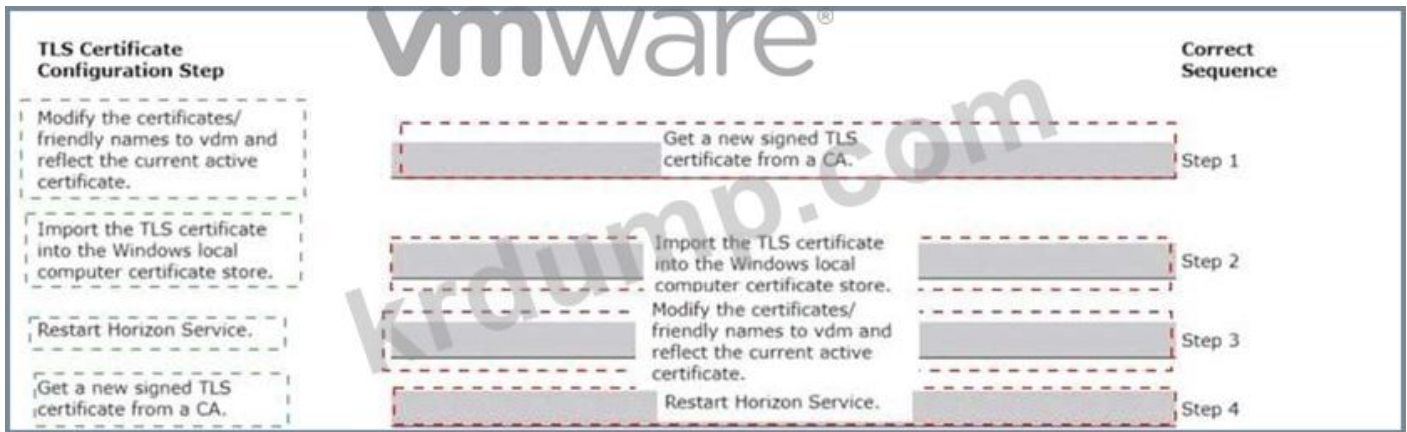 vmware®
TLS Certificate
Configuration Step
Correct
Sequence
Modify the certificates/
friendly names to vdm and
reflect the current active
certificate.
Import the TLS certificate
into the Windows local
computer certificate store.
Restart Horizon Service.
Get a new signed TLS
certificate from a CA.
Get a new signed TLS
certificate from a CA.
Step 1
Import the TLS certificate
into the Windows local
computer certificate store.
Step 2
Modify the certificates/
friendly names to vdm and
reflect the current active
certificate.
Step 3
Restart Horizon Service.
Step 4
krdump.com